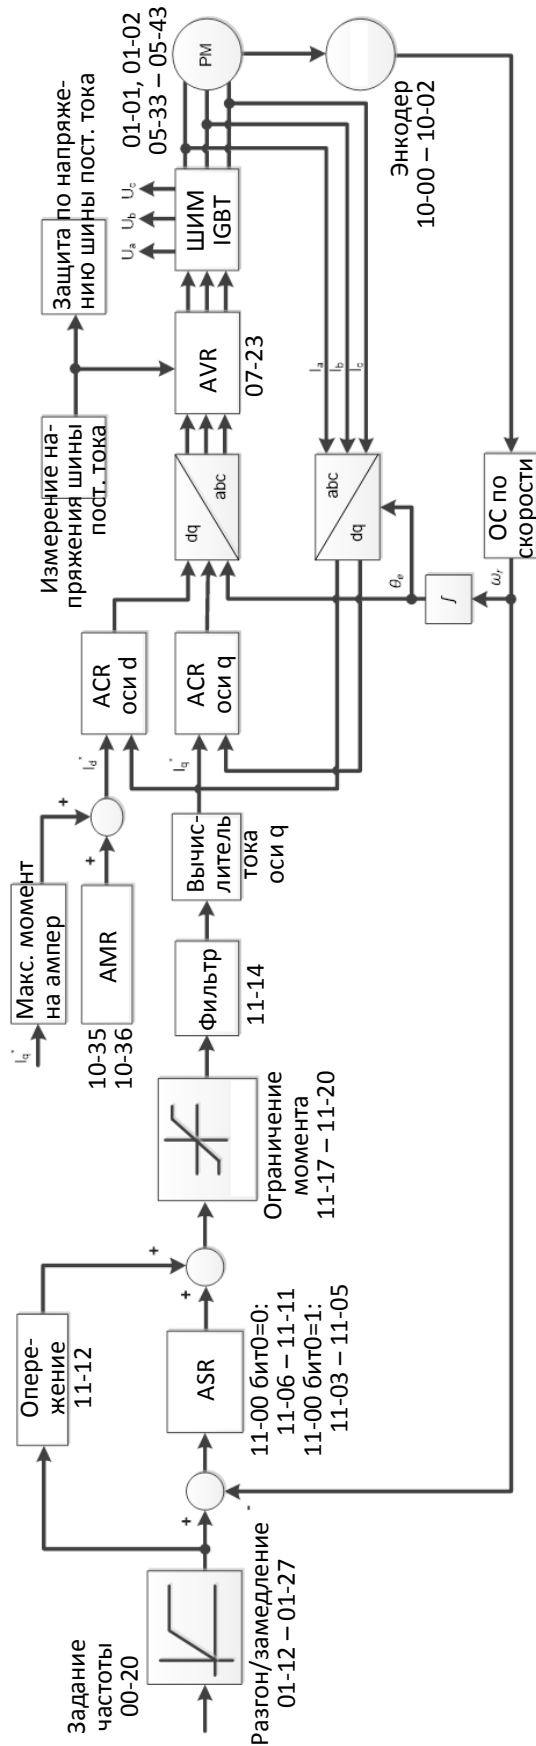 Задание
частоты
00-20
Разгон/замедление
01-12 – 01-27
Опере-
жение
11-12
+
+
-
ASR
11-00 бит0=0:
11-06 – 11-11
11-00 бит0=1:
11-03 – 11-05
+
+
Ограничение
момента
11-17 – 11-20
Фильтр
11-14
Вычис-
литель
тока
оси q
Iq*
Макс. момент
на ампер
AMR
10-35
10-36
+
+
Id*
ACR
оси d
Iq*
ACR
оси q
Измерение на-
пряжения шины
пост. тока
Защита по напряже-
нию шины пост. тока
dq
abc
AVR
07-23
Ua
Ub
Uc
ШИМ
IGBT
01-01, 01-02
05-33 – 05-43
PM
Ia
Ib
Ic
abc
dq
θe
∫
ωr
Энкодер
10-00 – 10-02
ОС по
скорости